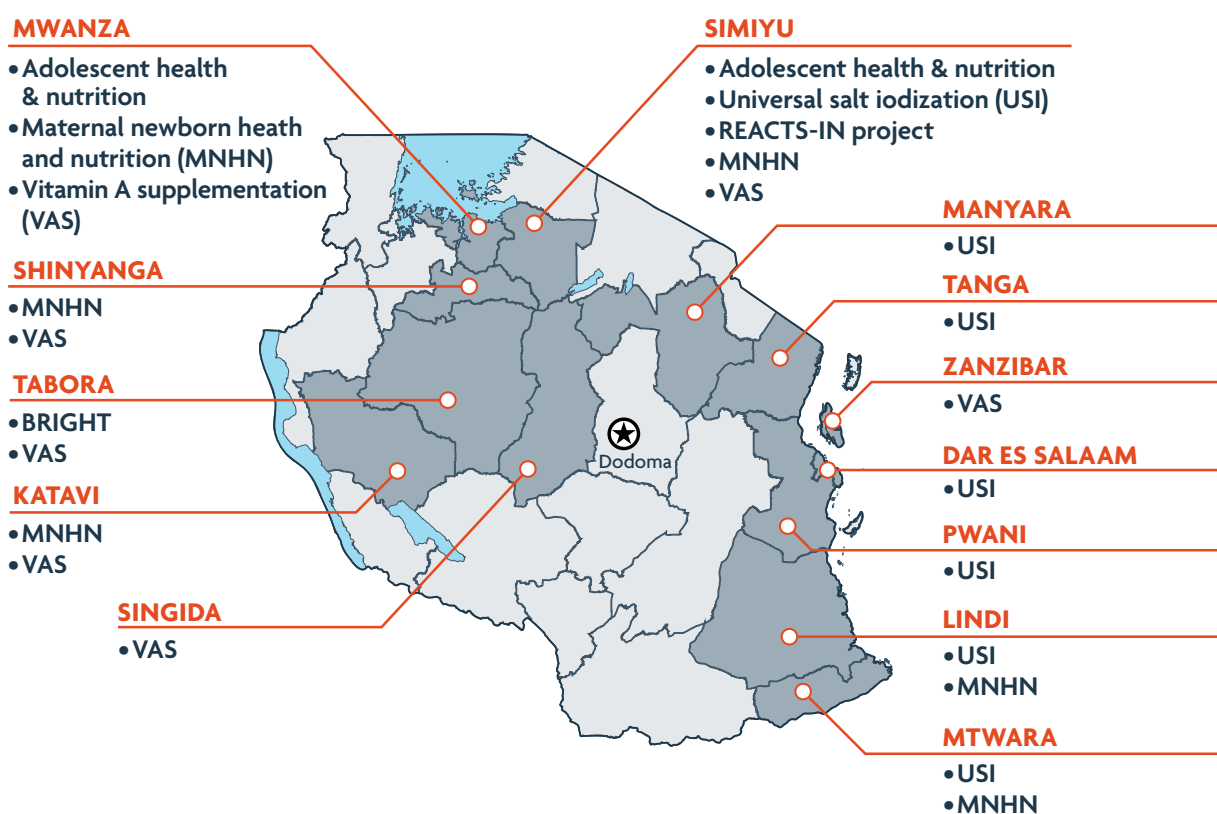 MWANZA
•Adolescent health
& nutrition
•Maternal newborn heath
and nutrition (MNHN)
•Vitamin A supplementation
(VAS)
SHINYANGA
•MNHN
•VAS
TABORA
•BRIGHT
•VAS
KATAVI
•MNHN
•VAS
SINGIDA
•VAS
Dodoma
SIMIYU
•Adolescent health & nutrition
•Universal salt iodization (USI)
•REACTS-IN project
•MNHN
•VAS
MANYARA
•USI
TANGA
•USI
ZANZIBAR
•VAS
DAR ES SALAAM
•USI
PWANI
•USI
LINDI
•USI
•MNHN
MTWARA
•USI
•MNHN